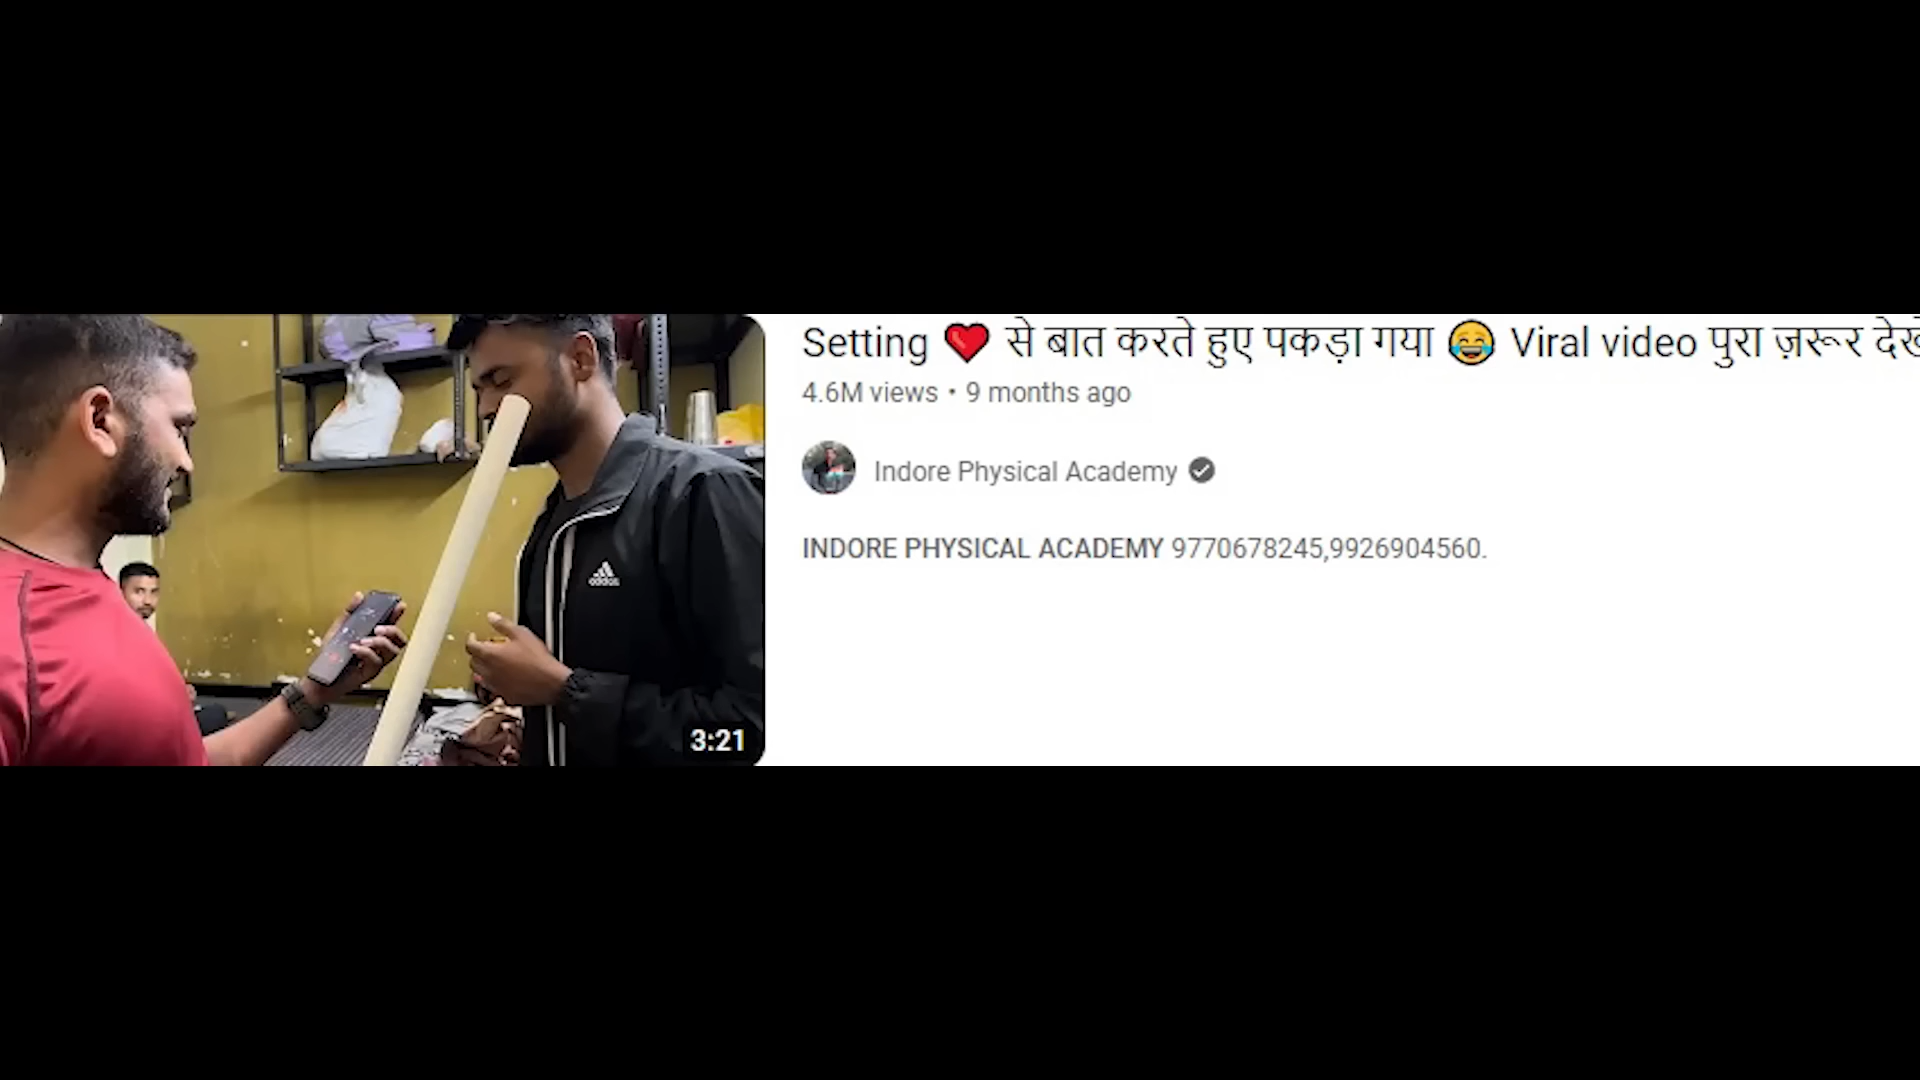 Setting ❤️ से बात करते हुए पकड़ा गया 😂 Viral video पुरा ज़रूर
4.6M views • 9 months ago
Indore Physical Academy
INDORE PHYSICAL ACADEMY 9770678245,9926904560.
adidas
3:21